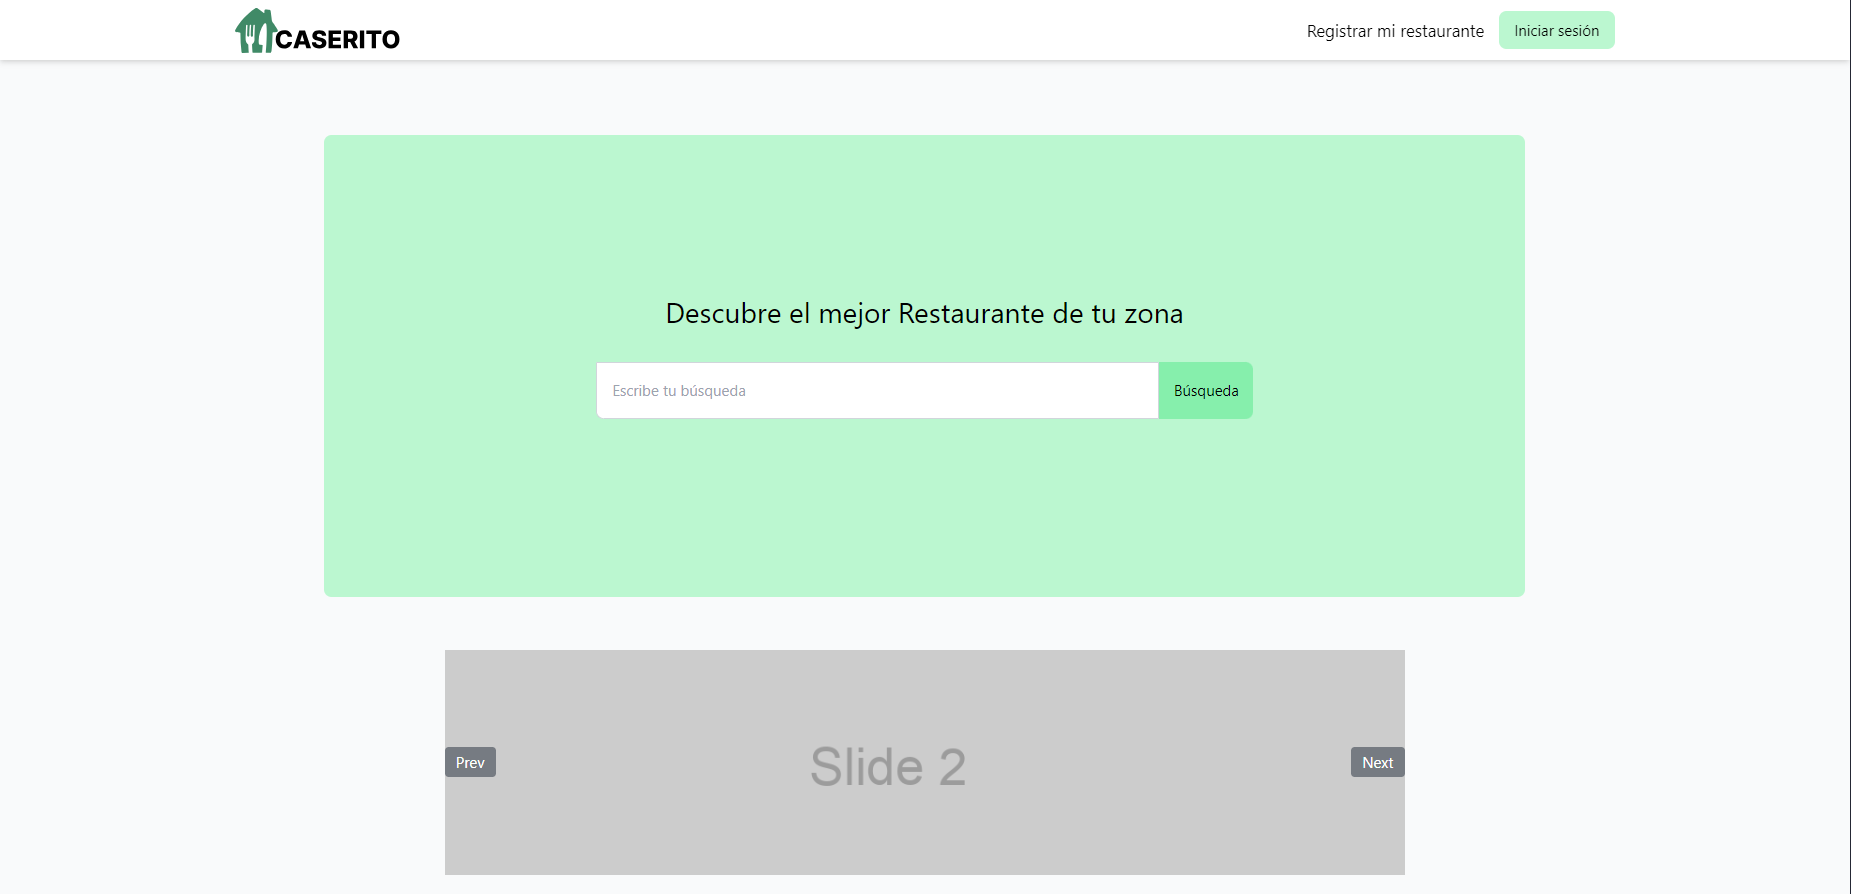 CASERITO
Registrar mi restaurante
Iniciar sesión
Descubre el mejor Restaurante de tu zona
Escribe tu búsqueda
Búsqueda
Slide 2
Prev
Next